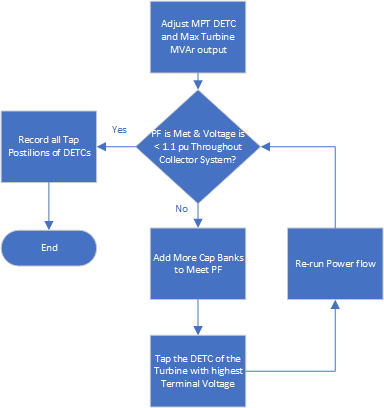 Adjust MPT DETC
and Max Turbine
MVAr output
PF is Met & Voltage is
< 1.1 pu Throughout
Collector System?
Yes
Record all Tap
Postilions of DETCs
End
No
Add More Cap Banks
to Meet PF
Re-run Power flow
Tap the DETC of the
Turbine with highest
Terminal Voltage